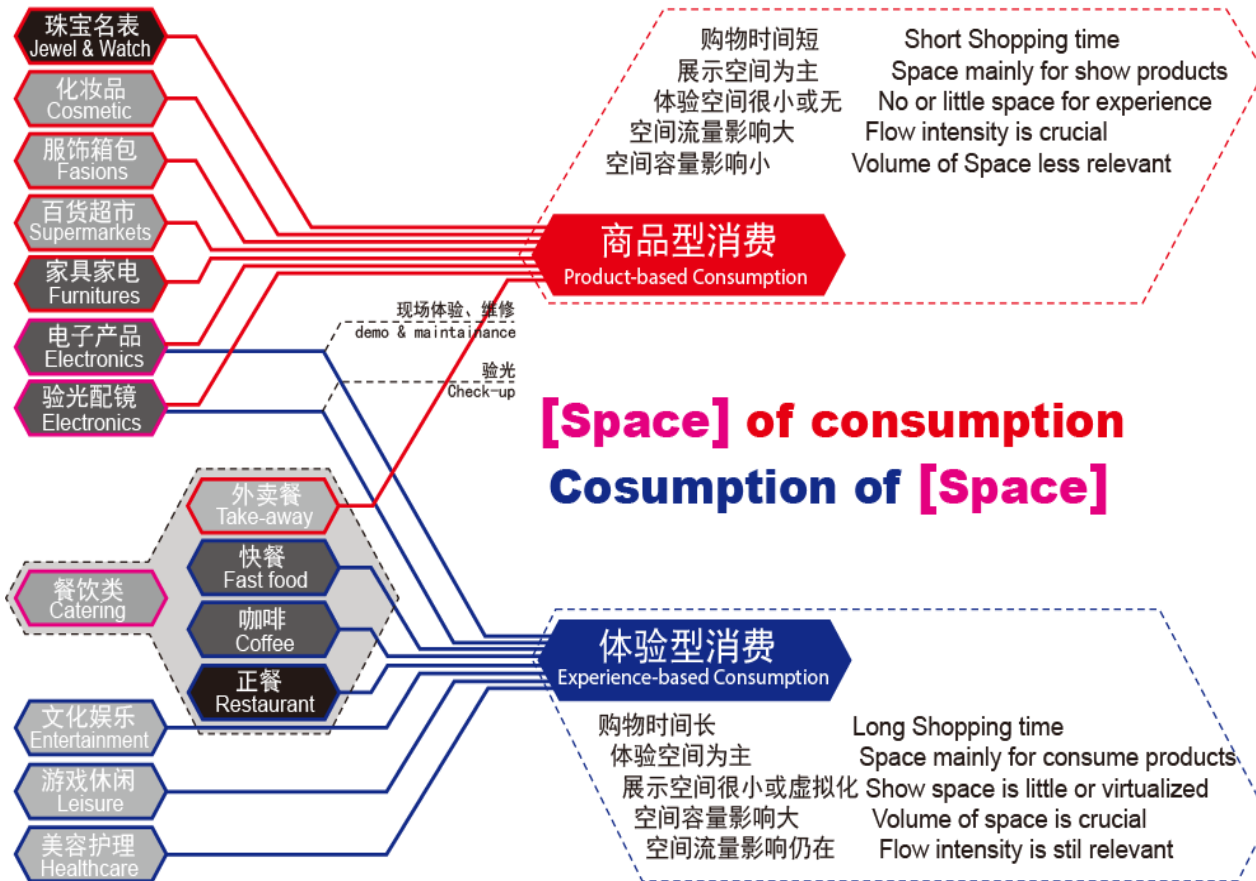 珠宝名表
Jewel & Watch
化妆品
Cosmetic
服饰箱包
Fasions
百货超市
Supermarkets
家具家电
Furnitures
电子产品
Electronics
验光配镜
Electronics
外卖餐
Take-away
快餐
Fast food
餐饮类
Catering
咖啡
Coffee
正餐
Restaurant
文化娱乐
Entertainment
游戏休闲
Leisure
美容护理
Healthcare
现场体验、维修
demo & maintainance
验光
Check-up
购物时间短 Short Shopping time
展示空间为主 Space mainly for show products
体验空间很小或无 No or little space for experience
空间流量影响大 Flow intensity is crucial
空间容量影响小 Volume of Space less relevant
商品型消费
Product-based Consumption
[Space] of consumption
Cosumption of [Space]
体验型消费
Experience-based Consumption
购物时间长 Long Shopping time
体验空间为主 Space mainly for consume products
展示空间很小或虚拟化 Show space is little or virtualized
空间容量影响大 Volume of space is crucial
空间流量影响仍在 Flow intensity is stil relevant